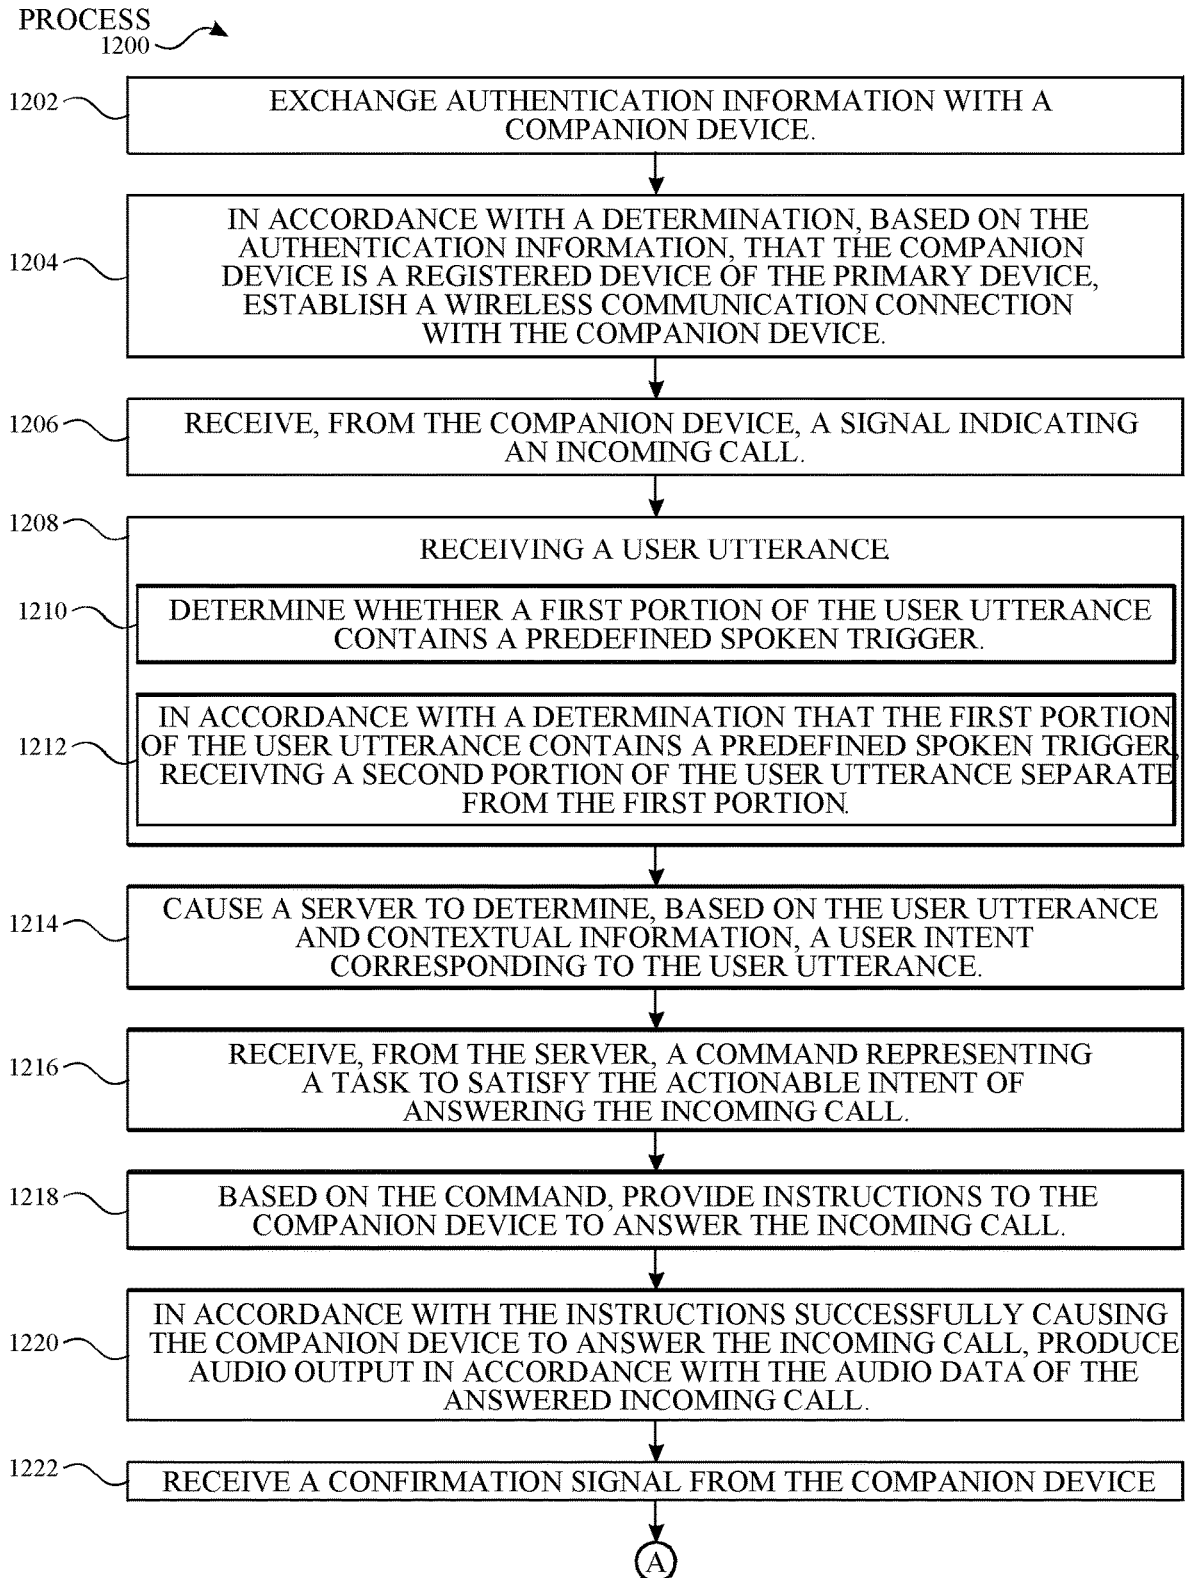 PROCESS
1200
1202
EXCHANGE AUTHENTICATION INFORMATION WITH A
COMPANION DEVICE.
1204
IN ACCORDANCE WITH A DETERMINATION, BASED ON THE
AUTHENTICATION INFORMATION, THAT THE COMPANION
DEVICE IS A REGISTERED DEVICE OF THE PRIMARY DEVICE,
ESTABLISH A WIRELESS COMMUNICATION CONNECTION
WITH THE COMPANION DEVICE.
1206
RECEIVE, FROM THE COMPANION DEVICE, A SIGNAL INDICATING
AN INCOMING CALL.
1208
RECEIVING A USER UTTERANCE
1210
DETERMINE WHETHER A FIRST PORTION OF THE USER UTTERANCE
CONTAINS A PREDEFINED SPOKEN TRIGGER.
1212
IN ACCORDANCE WITH A DETERMINATION THAT THE FIRST PORTION
OF THE USER UTTERANCE CONTAINS A PREDEFINED SPOKEN TRIGGER,
RECEIVING A SECOND PORTION OF THE USER UTTERANCE SEPARATE
FROM THE FIRST PORTION.
1214
CAUSE A SERVER TO DETERMINE, BASED ON THE USER UTTERANCE
AND CONTEXTUAL INFORMATION, A USER INTENT
CORRESPONDING TO THE USER UTTERANCE.
1216
RECEIVE, FROM THE SERVER, A COMMAND REPRESENTING
A TASK TO SATISFY THE ACTIONABLE INTENT OF
ANSWERING THE INCOMING CALL.
1218
BASED ON THE COMMAND, PROVIDE INSTRUCTIONS TO THE
COMPANION DEVICE TO ANSWER THE INCOMING CALL.
1220
IN ACCORDANCE WITH THE INSTRUCTIONS SUCCESSFULLY CAUSING
THE COMPANION DEVICE TO ANSWER THE INCOMING CALL, PRODUCE
AUDIO OUTPUT IN ACCORDANCE WITH THE AUDIO DATA OF THE
ANSWERED INCOMING CALL.
1222
RECEIVE A CONFIRMATION SIGNAL FROM THE COMPANION DEVICE
A